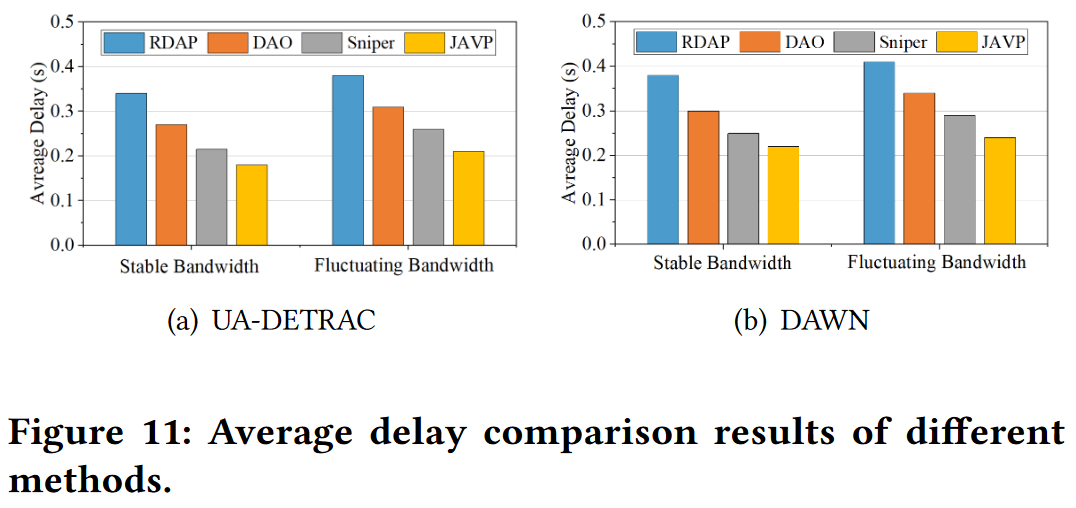 0.5
RDAP DAO Sniper JAVP
0.4
0.3
0.2
0.1
0.0
Avreage Delay (s)
Stable Bandwidth Fluctuating Bandwidth
(a) UA-DETRAC
0.5
RDAP DAO Sniper JAVP
0.4
0.3
0.2
0.1
0.0
Avreage Delay (s)
Stable Bandwidth Fluctuating Bandwidth
(b) DAWN
Figure 11: Average delay comparison results of different
methods.